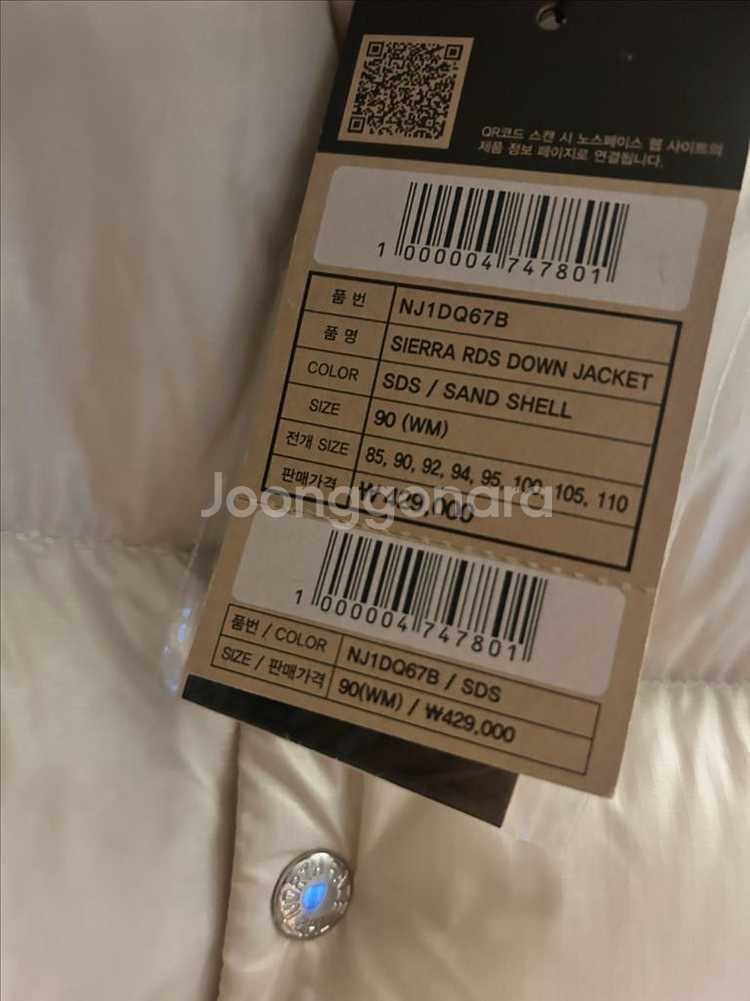 QR코드 스캔 시 노스페이스 웹 사이트의
제품 정보 페이지로 연결됩니다.
1 000004 747801
품 번 NJ1DQ67B
품 명 SIERRA RDS DOWN JACKET
COLOR SDS / SAND SHELL
SIZE 90 (WM)
전개 SIZE 85, 90, 92, 94, 95, 100, 105, 110
판매가격 ₩429,000
Joonggonara
1 000004 747801
품번 / COLOR NJ1DQ67B / SDS
SIZE / 판매가격 90(WM) / ₩429,000
NORTH FACE